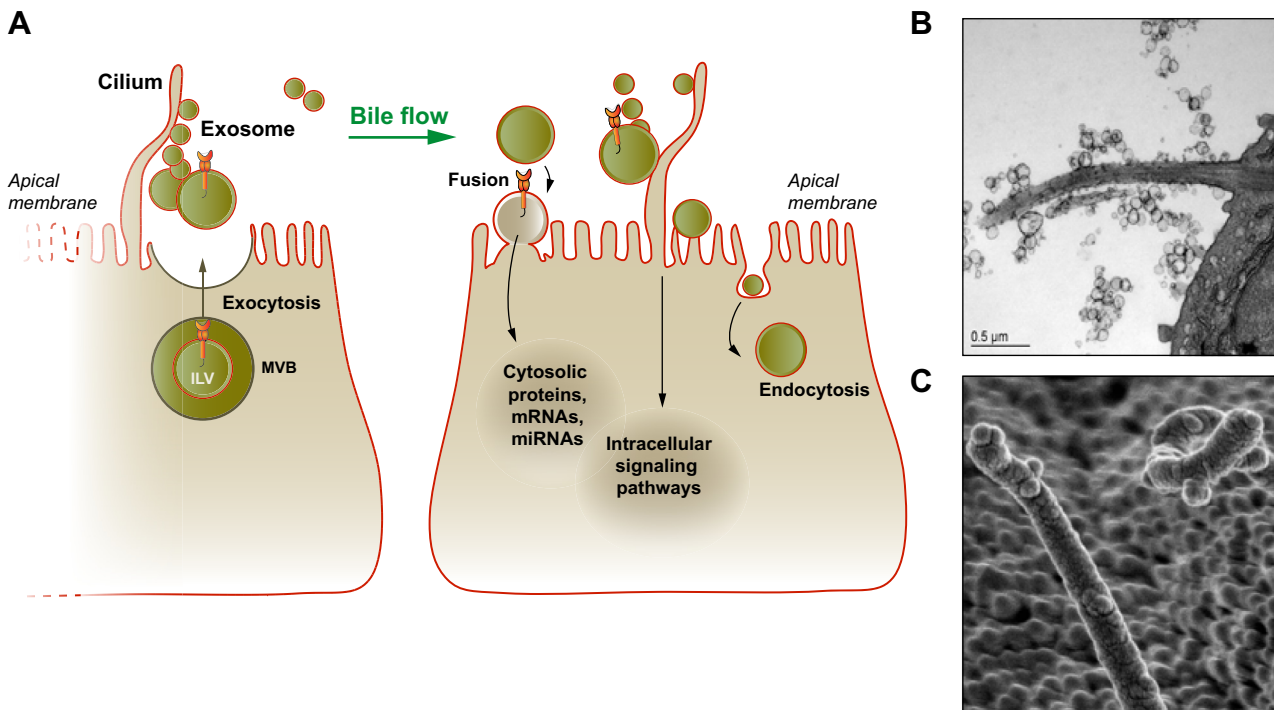 A
Cilium
Exosome
Bile flow
Apical
membrane
Fusion
Apical
membrane
Exocytosis
ILV
MVB
Cytosolic
proteins,
mRNAs,
miRNAs
Intracellular
signaling
pathways
Endocytosis
B
0.5 µm
C